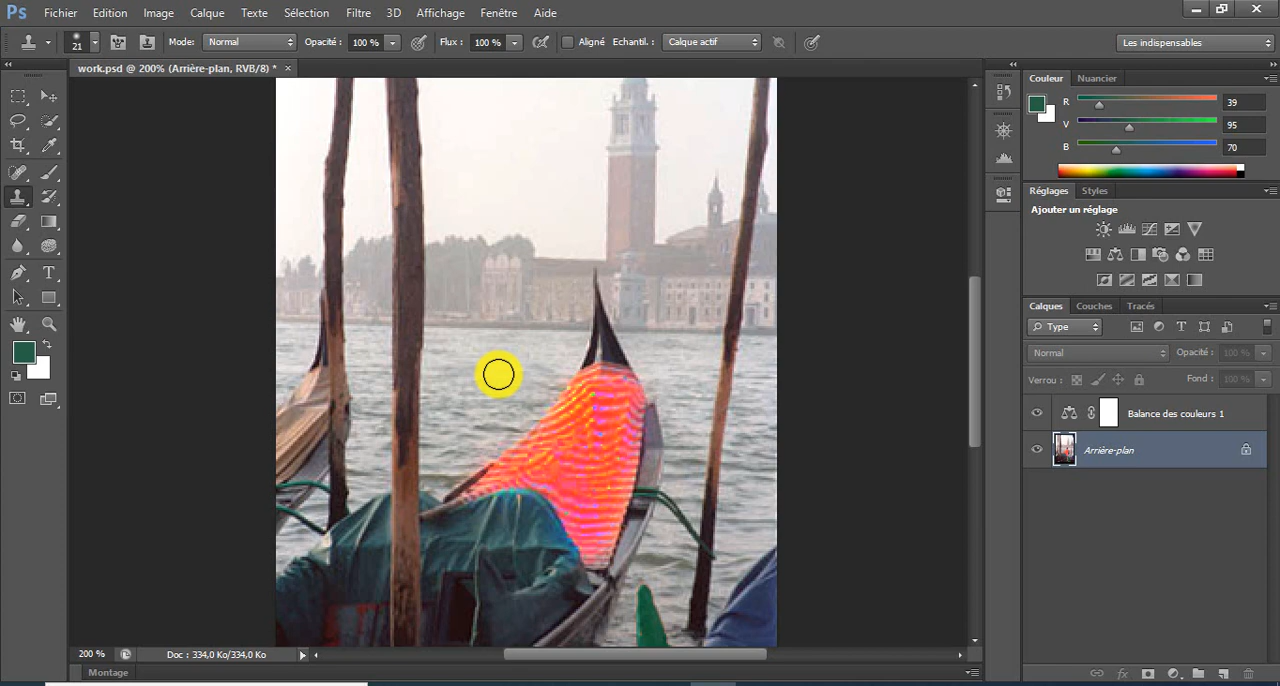 Ps Fichier Edition Image Calque Texte Sélection Filtre 3D Affichage Fenêtre Aide
21 Mode: Normal Opacité: 100 % Flux: 100 % Aligné Echantil.: Calque actif Les indispensables
work.psd @ 200% (Arrière-plan, RVB/8) * ×
Couleur Nuancier
R 39
V 95
B 70
Réglages Styles
Ajouter un réglage
Calques Couches Tracés
Type
Normal Opacité: 100 %
Verrou: Fond: 100 %
Balance des couleurs 1
Arrière-plan
fx
200 % Doc: 334,0 Ko/334,0 Ko
Montage